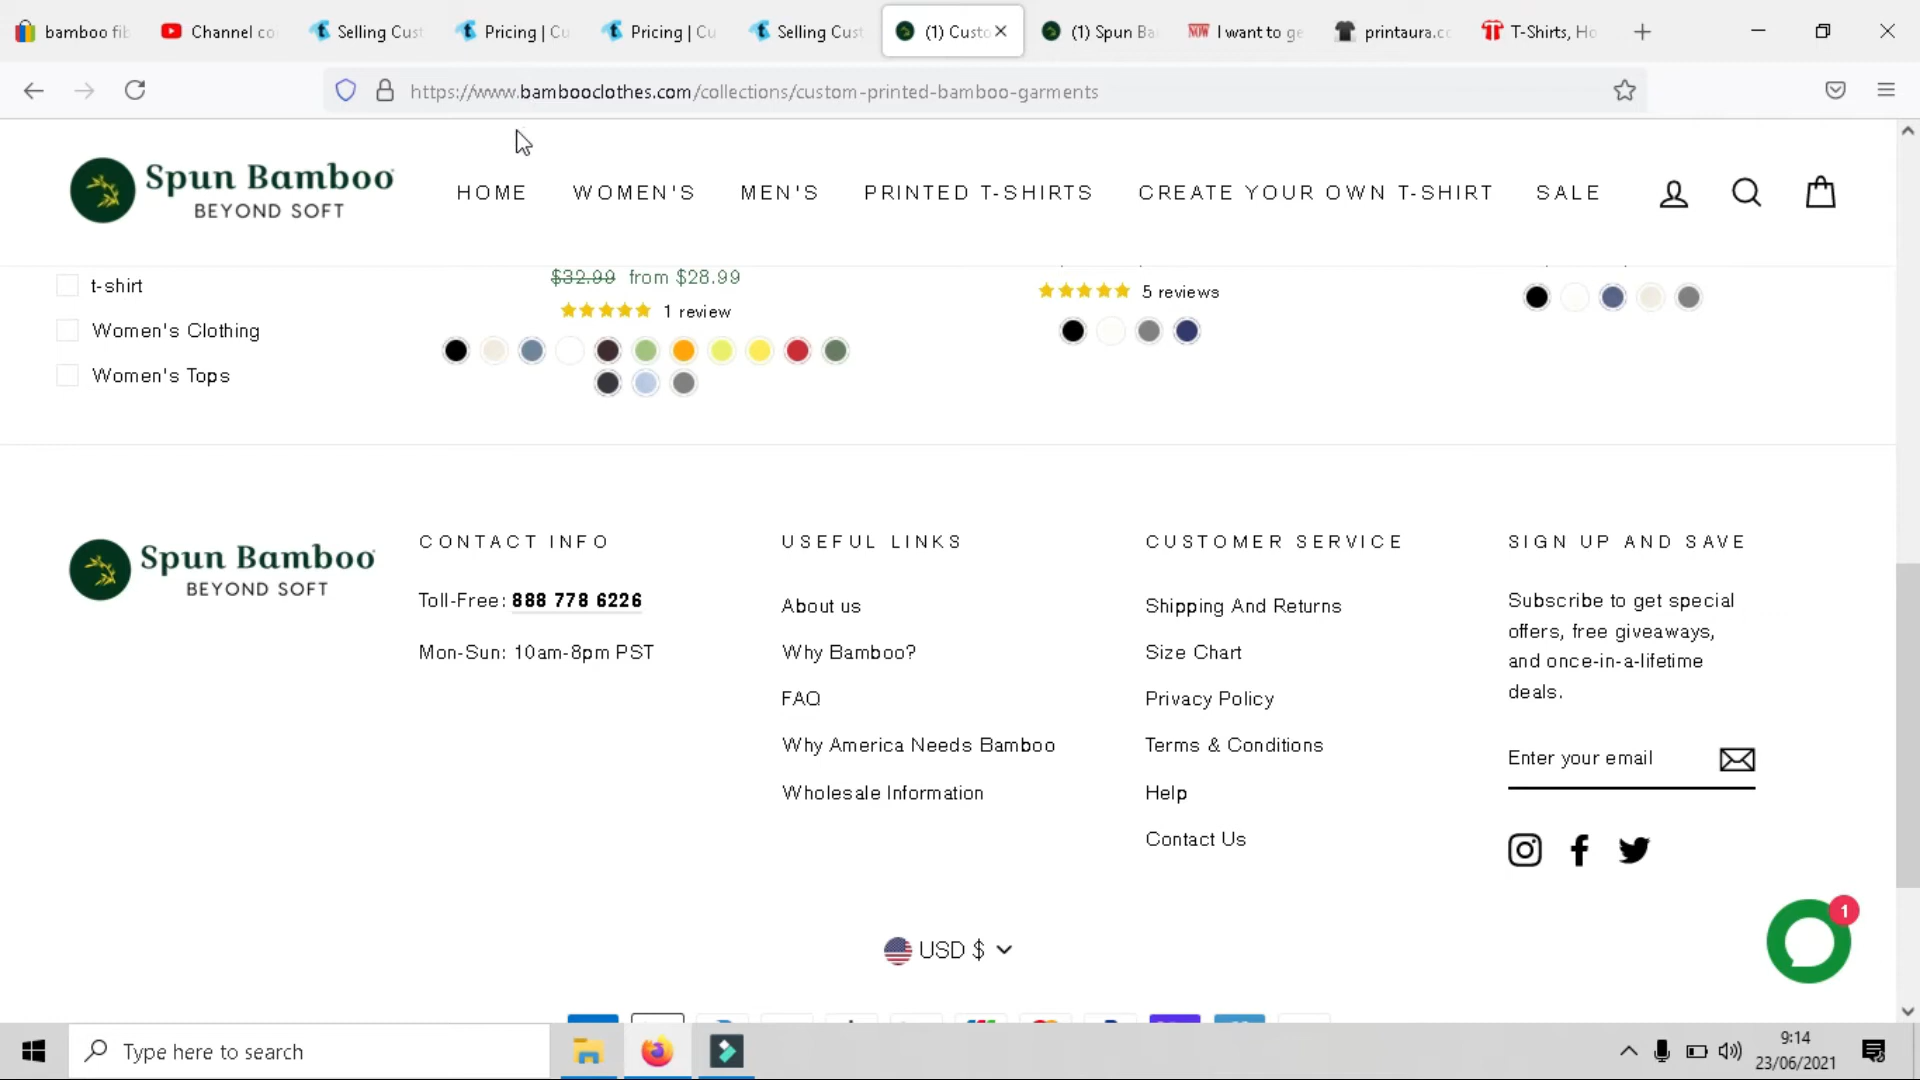 bamboo fib
Channel co
Selling Cust
Pricing | Cu
Pricing | Cu
Selling Cust
(1) Custo
(1) Spun Ba
NOW I want to ge
printaura.co
T-Shirts, Ho
https://www.bambooclothes.com/collections/custom-printed-bamboo-garments
Spun Bamboo
BEYOND SOFT
HOME
WOMEN'S
MEN'S
PRINTED T-SHIRTS
CREATE YOUR OWN T-SHIRT
SALE
t-shirt
Women's Clothing
Women's Tops
$32.99 from $28.99
1 review
5 reviews
Spun Bamboo
BEYOND SOFT
CONTACT INFO
Toll-Free: 888 778 6226
Mon-Sun: 10am-8pm PST
USEFUL LINKS
About us
Why Bamboo?
FAQ
Why America Needs Bamboo
Wholesale Information
CUSTOMER SERVICE
Shipping And Returns
Size Chart
Privacy Policy
Terms & Conditions
Help
Contact Us
SIGN UP AND SAVE
Subscribe to get special
offers, free giveaways,
and once-in-a-lifetime
deals.
Enter your email
1
USD $
Type here to search
9:14
23/06/2021